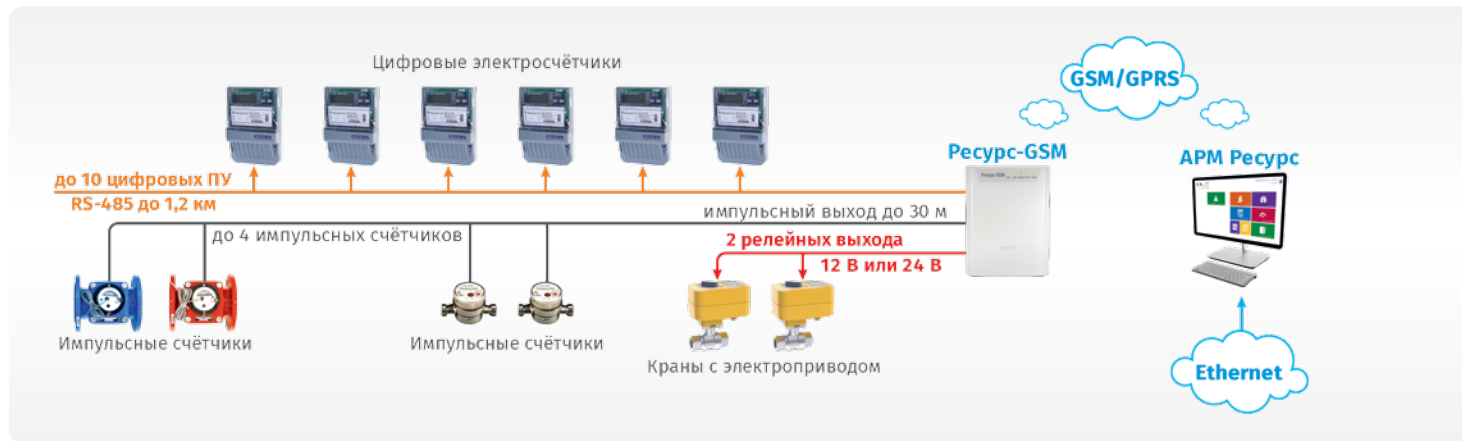 Цифровые электросчётчики
GSM/GPRS
Ресурс-GSM
АРМ Ресурс
до 10 цифровых ПУ
RS-485 до 1,2 км
импульсный выход до 30 м
до 4 импульсных счётчиков
2 релейных выхода
12 В или 24 В
Импульсные счётчики
Импульсные счётчики
Краны с электроприводом
Ethernet